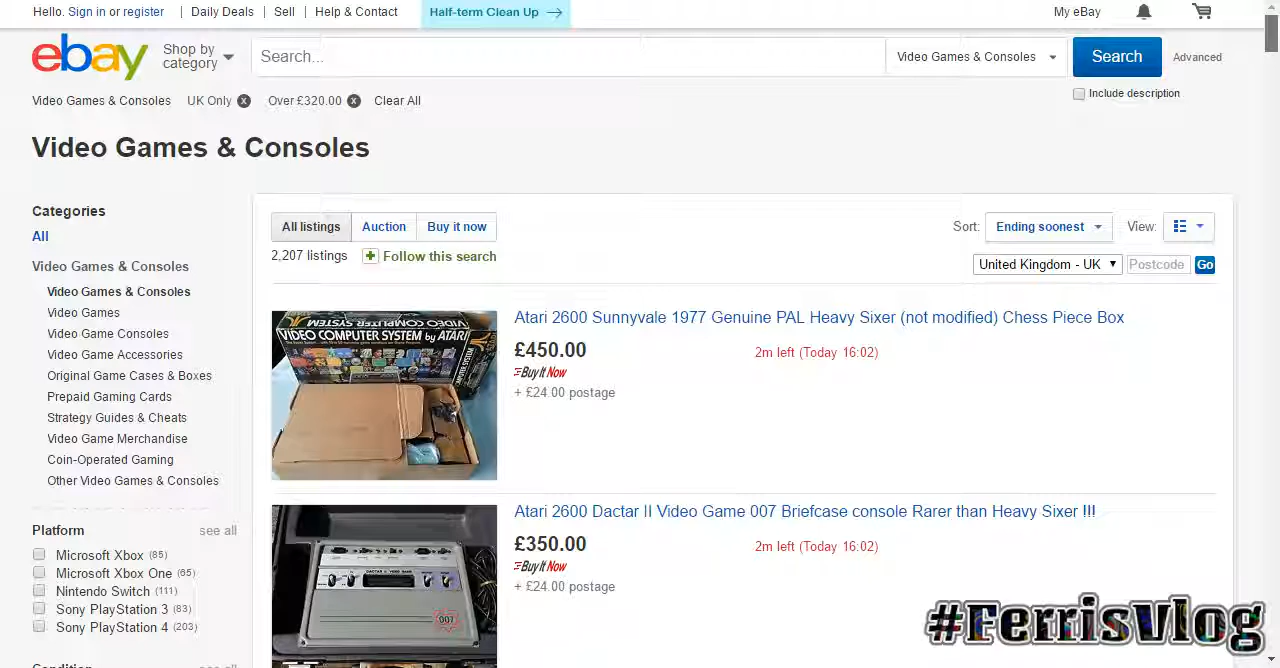 Hello. Sign in or register | Daily Deals | Sell | Help & Contact
Half-term Clean Up →
My eBay
ebay
Shop by category
Search...
Video Games & Consoles
Search
Advanced
Include description
Video Games & Consoles
UK Only
Over £320.00
Clear All
Video Games & Consoles
Categories
All
Video Games & Consoles
Video Games & Consoles
Video Games
Video Game Consoles
Video Game Accessories
Original Game Cases & Boxes
Prepaid Gaming Cards
Strategy Guides & Cheats
Video Game Merchandise
Coin-Operated Gaming
Other Video Games & Consoles
Platform
see all
Microsoft Xbox (85)
Microsoft Xbox One (65)
Nintendo Switch (111)
Sony PlayStation 3 (83)
Sony PlayStation 4 (203)
All listings
Auction
Buy it now
Sort: Ending soonest
View:
2,207 listings
Follow this search
United Kingdom - UK
Postcode
Go
VIDEO COMPUTER SYSTEM by ATARI
Atari 2600 Sunnyvale 1977 Genuine PAL Heavy Sixer (not modified) Chess Piece Box
£450.00
2m left (Today 16:02)
Buy It Now
+ £24.00 postage
DACTAR II VIDEO GAME
007
Atari 2600 Dactar II Video Game 007 Briefcase console Rarer than Heavy Sixer !!!
£350.00
2m left (Today 16:02)
Buy It Now
+ £24.00 postage
#FerrisVlog